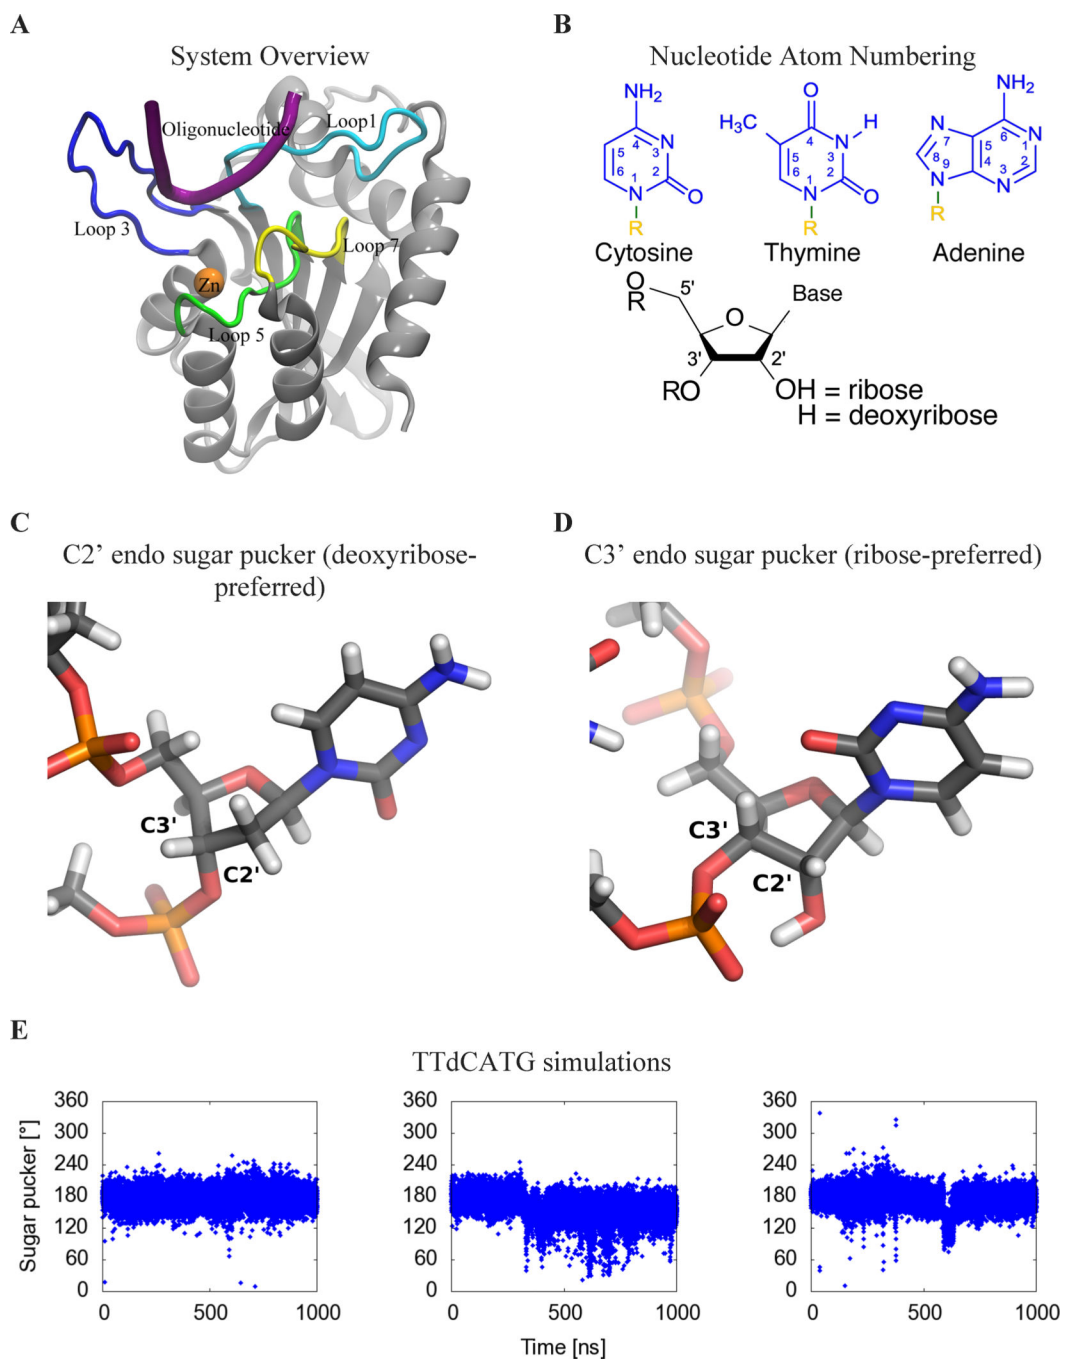 A
System Overview
Oligonucleotide
Loop1
Loop 3
Loop 7
Zn
Loop 5
B
Nucleotide Atom Numbering
NH₂
4
N
5
3
6
2
1
N
O
R
Cytosine
O
H₃C
4
N
H
5
3
6
2
1
N
O
R
Thymine
NH₂
N
7
6
N
5
1
8
9
4
3
2
N
N
R
Adenine
O
R
5'
Base
O
3'
2'
RO
OH = ribose
H = deoxyribose
C
C2’ endo sugar pucker (deoxyribose-
preferred)
C3'
C2'
D
C3’ endo sugar pucker (ribose-preferred)
C3'
C2'
E
TTdCATG simulations
Sugar pucker [°]
360
300
240
180
120
60
0
0 500 1000
360
300
240
180
120
60
0
0 500 1000
360
300
240
180
120
60
0
0 500 1000
Time [ns]